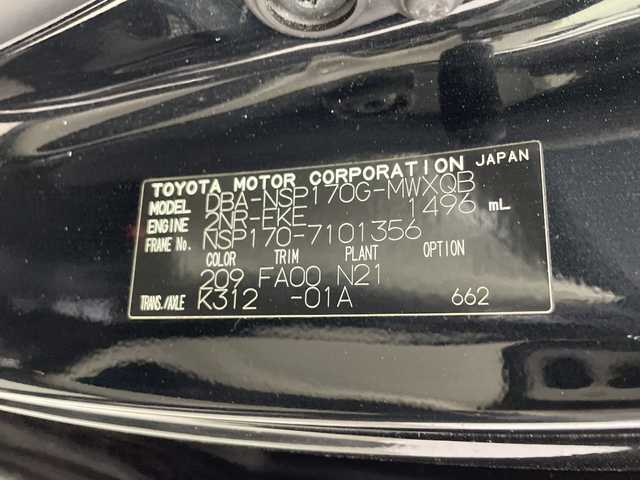 TOYOTA MOTOR CORPORATION JAPAN
MODEL DBA-NSP170G-MWXQB
ENGINE 2NR-FKE 1496 mL
FRAME No. NSP170-7101356
COLOR TRIM PLANT OPTION
209 FA00 N21
TRANS./AXLE K312 -01A 662